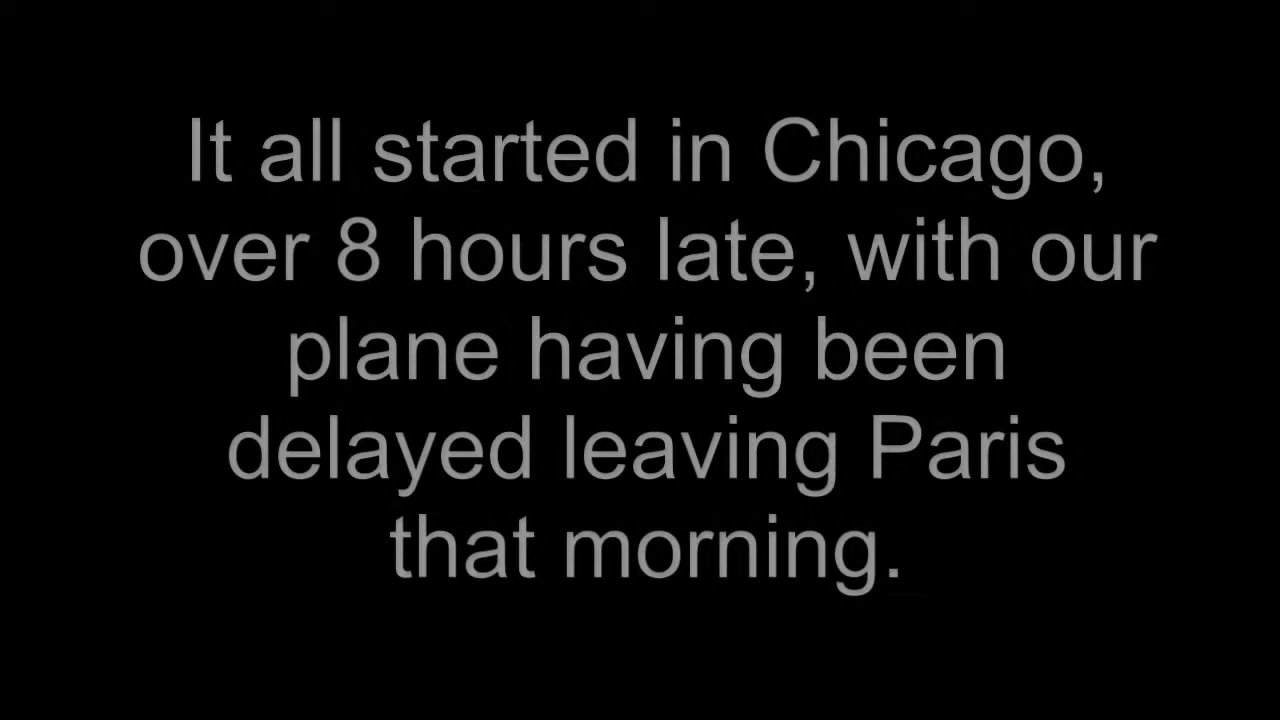 It all started in Chicago,
over 8 hours late, with our
plane having been
delayed leaving Paris
that morning.